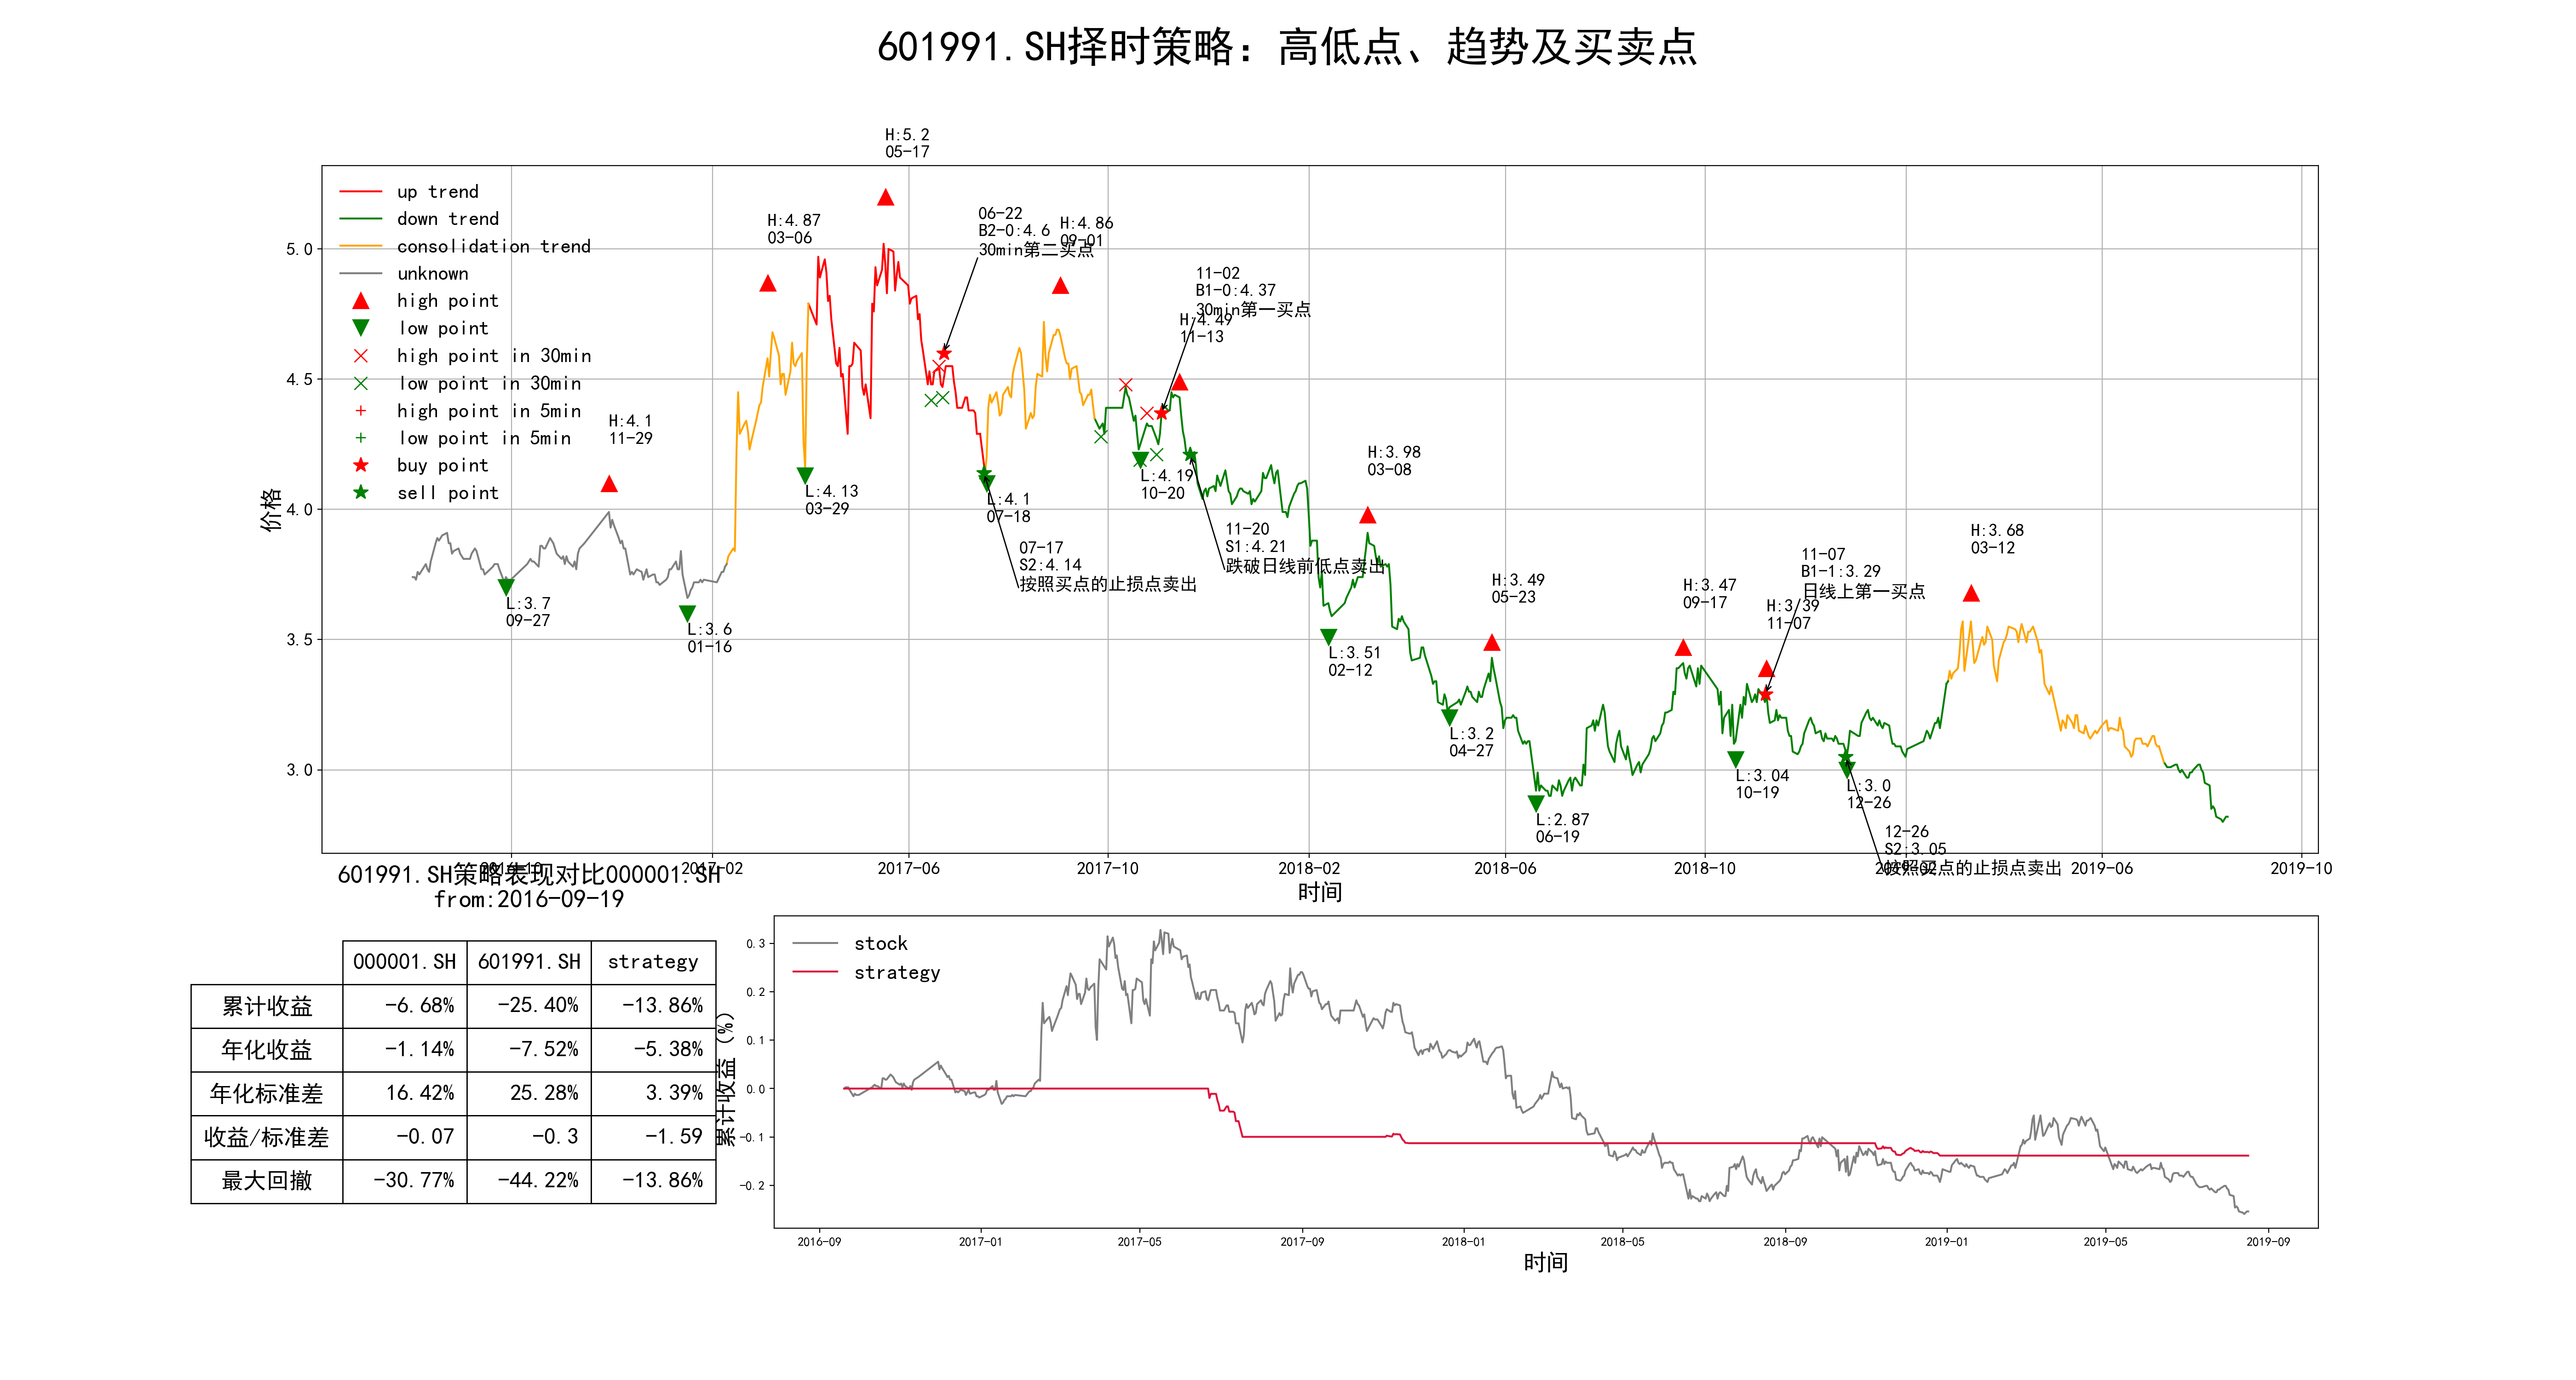 601991.SH择时策略：高低点、趋势及买卖点
H:5.2
05-17
up trend
down trend
consolidation trend
unknown
high point
low point
high point in 30min
low point in 30min
high point in 5min
low point in 5min
buy point
sell point
H:4.87
03-06
06-22
B2-0:4.6
30min第二买点
H:4.86
09-01
11-02
B1-0:4.37
30min第一买点
H:4.49
11-13
H:4.1
11-29
H:3.98
03-08
L:4.13
03-29
L:4.1
07-18
L:4.19
10-20
07-17
S2:4.14
按照买点的止损点卖出
11-20
S1:4.21
跌破日线前低点卖出
L:3.7
09-27
L:3.6
01-16
L:3.51
02-12
H:3.49
05-23
H:3.47
09-17
11-07
B1-1:3.29
日线上第一买点
H:3.39
11-07
H:3.68
03-12
L:3.2
04-27
L:2.87
06-19
L:3.04
10-19
L:3.0
12-26
12-26
S2:3.05
按照买点的止损点卖出
5.0
4.5
4.0
3.5
3.0
价格
2016-10
2017-02
2017-06
2017-10
2018-02
2018-06
2018-10
2019-02
2019-06
2019-10
时间
601991.SH策略表现对比000001.SH
from:2016-09-19
000001.SH 601991.SH strategy
累计收益 -6.68% -25.40% -13.86%
年化收益 -1.14% -7.52% -5.38%
年化标准差 16.42% 25.28% 3.39%
收益/标准差 -0.07 -0.3 -1.59
最大回撤 -30.77% -44.22% -13.86%
stock
strategy
0.3
0.2
0.1
0.0
-0.1
-0.2
累计收益（%）
2016-09
2017-01
2017-05
2017-09
2018-01
2018-05
2018-09
2019-01
2019-05
2019-09
时间